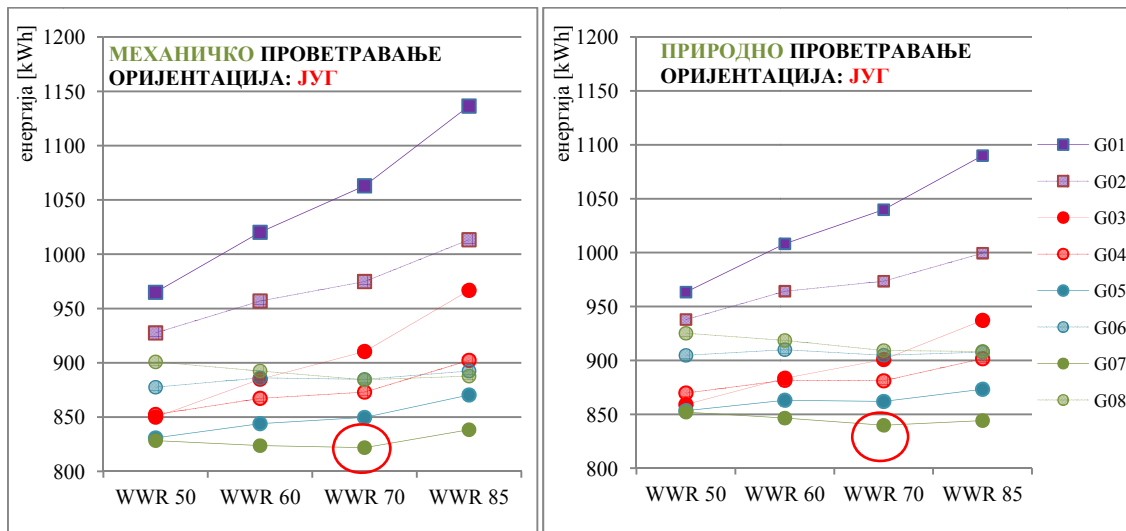 1200
1150
1100
1050
1000
950
900
850
800
енергија [kWh]
МЕХАНИЧКО ПРОВЕТРАВАЊЕ
ОРИЈЕНТАЦИЈА: ЈУГ
WWR 50 WWR 60 WWR 70 WWR 85
1200
1150
1100
1050
1000
950
900
850
800
енергија [kWh]
ПРИРОДНО ПРОВЕТРАВАЊЕ
ОРИЈЕНТАЦИЈА: ЈУГ
WWR 50 WWR 60 WWR 70 WWR 85
G01
G02
G03
G04
G05
G06
G07
G08